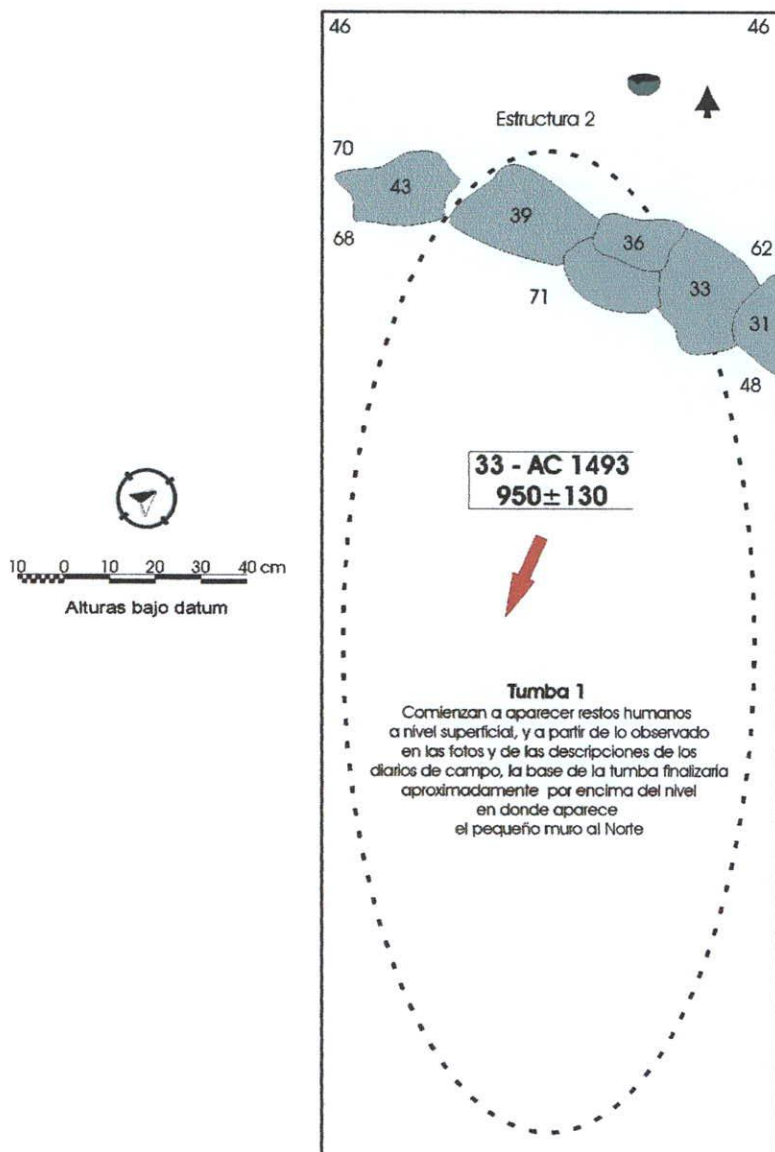 46 46
Estructura 2
70
43
39
68
36
62
71
33
31
48
33 - AC 1493
950±130
10 0 10 20 30 40 cm
Alturas bajo datum
Tumba 1
Comienzan a aparecer restos humanos
a nivel superficial, y a partir de lo observado
en las fotos y de las descripciones de los
diarios de campo, la base de la tumba finalizaría
aproximadamente por encima del nivel
en donde aparece
el pequeño muro al Norte